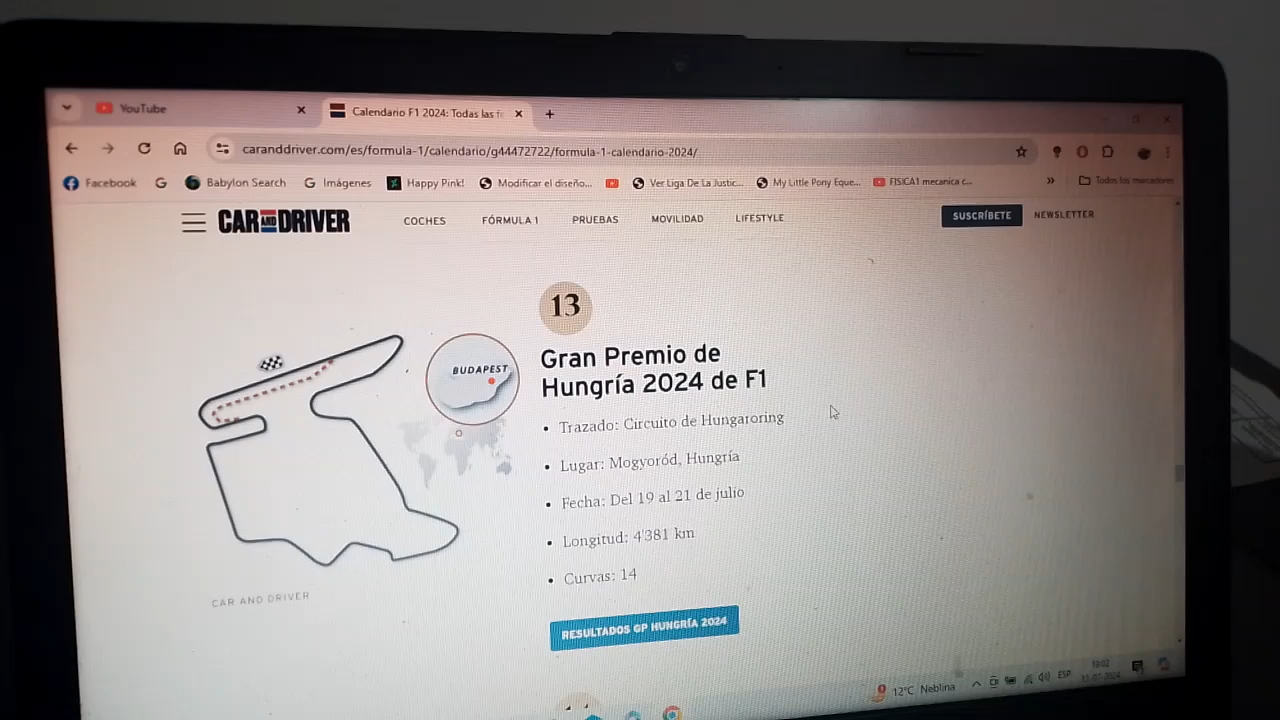 YouTube
Calendario F1 2024: Todas las f
caranddriver.com/es/formula-1/calendario/g44472722/formula-1-calendario-2024/
Facebook
Babylon Search
Imágenes
Happy Pink!
Modificar el diseño...
Ver Liga De La Justic...
My Little Pony Eque...
FISICA1 mecanica c...
Todos los marcadores
CAR AND DRIVER
COCHES
FÓRMULA 1
PRUEBAS
MOVILIDAD
LIFESTYLE
SUSCRÍBETE
NEWSLETTER
13
BUDAPEST
Gran Premio de
Hungría 2024 de F1
• Trazado: Circuito de Hungaroring
• Lugar: Mogyoród, Hungría
• Fecha: Del 19 al 21 de julio
• Longitud: 4'381 km
• Curvas: 14
CAR AND DRIVER
RESULTADOS GP HUNGRÍA 2024
12°C Neblina
ESP